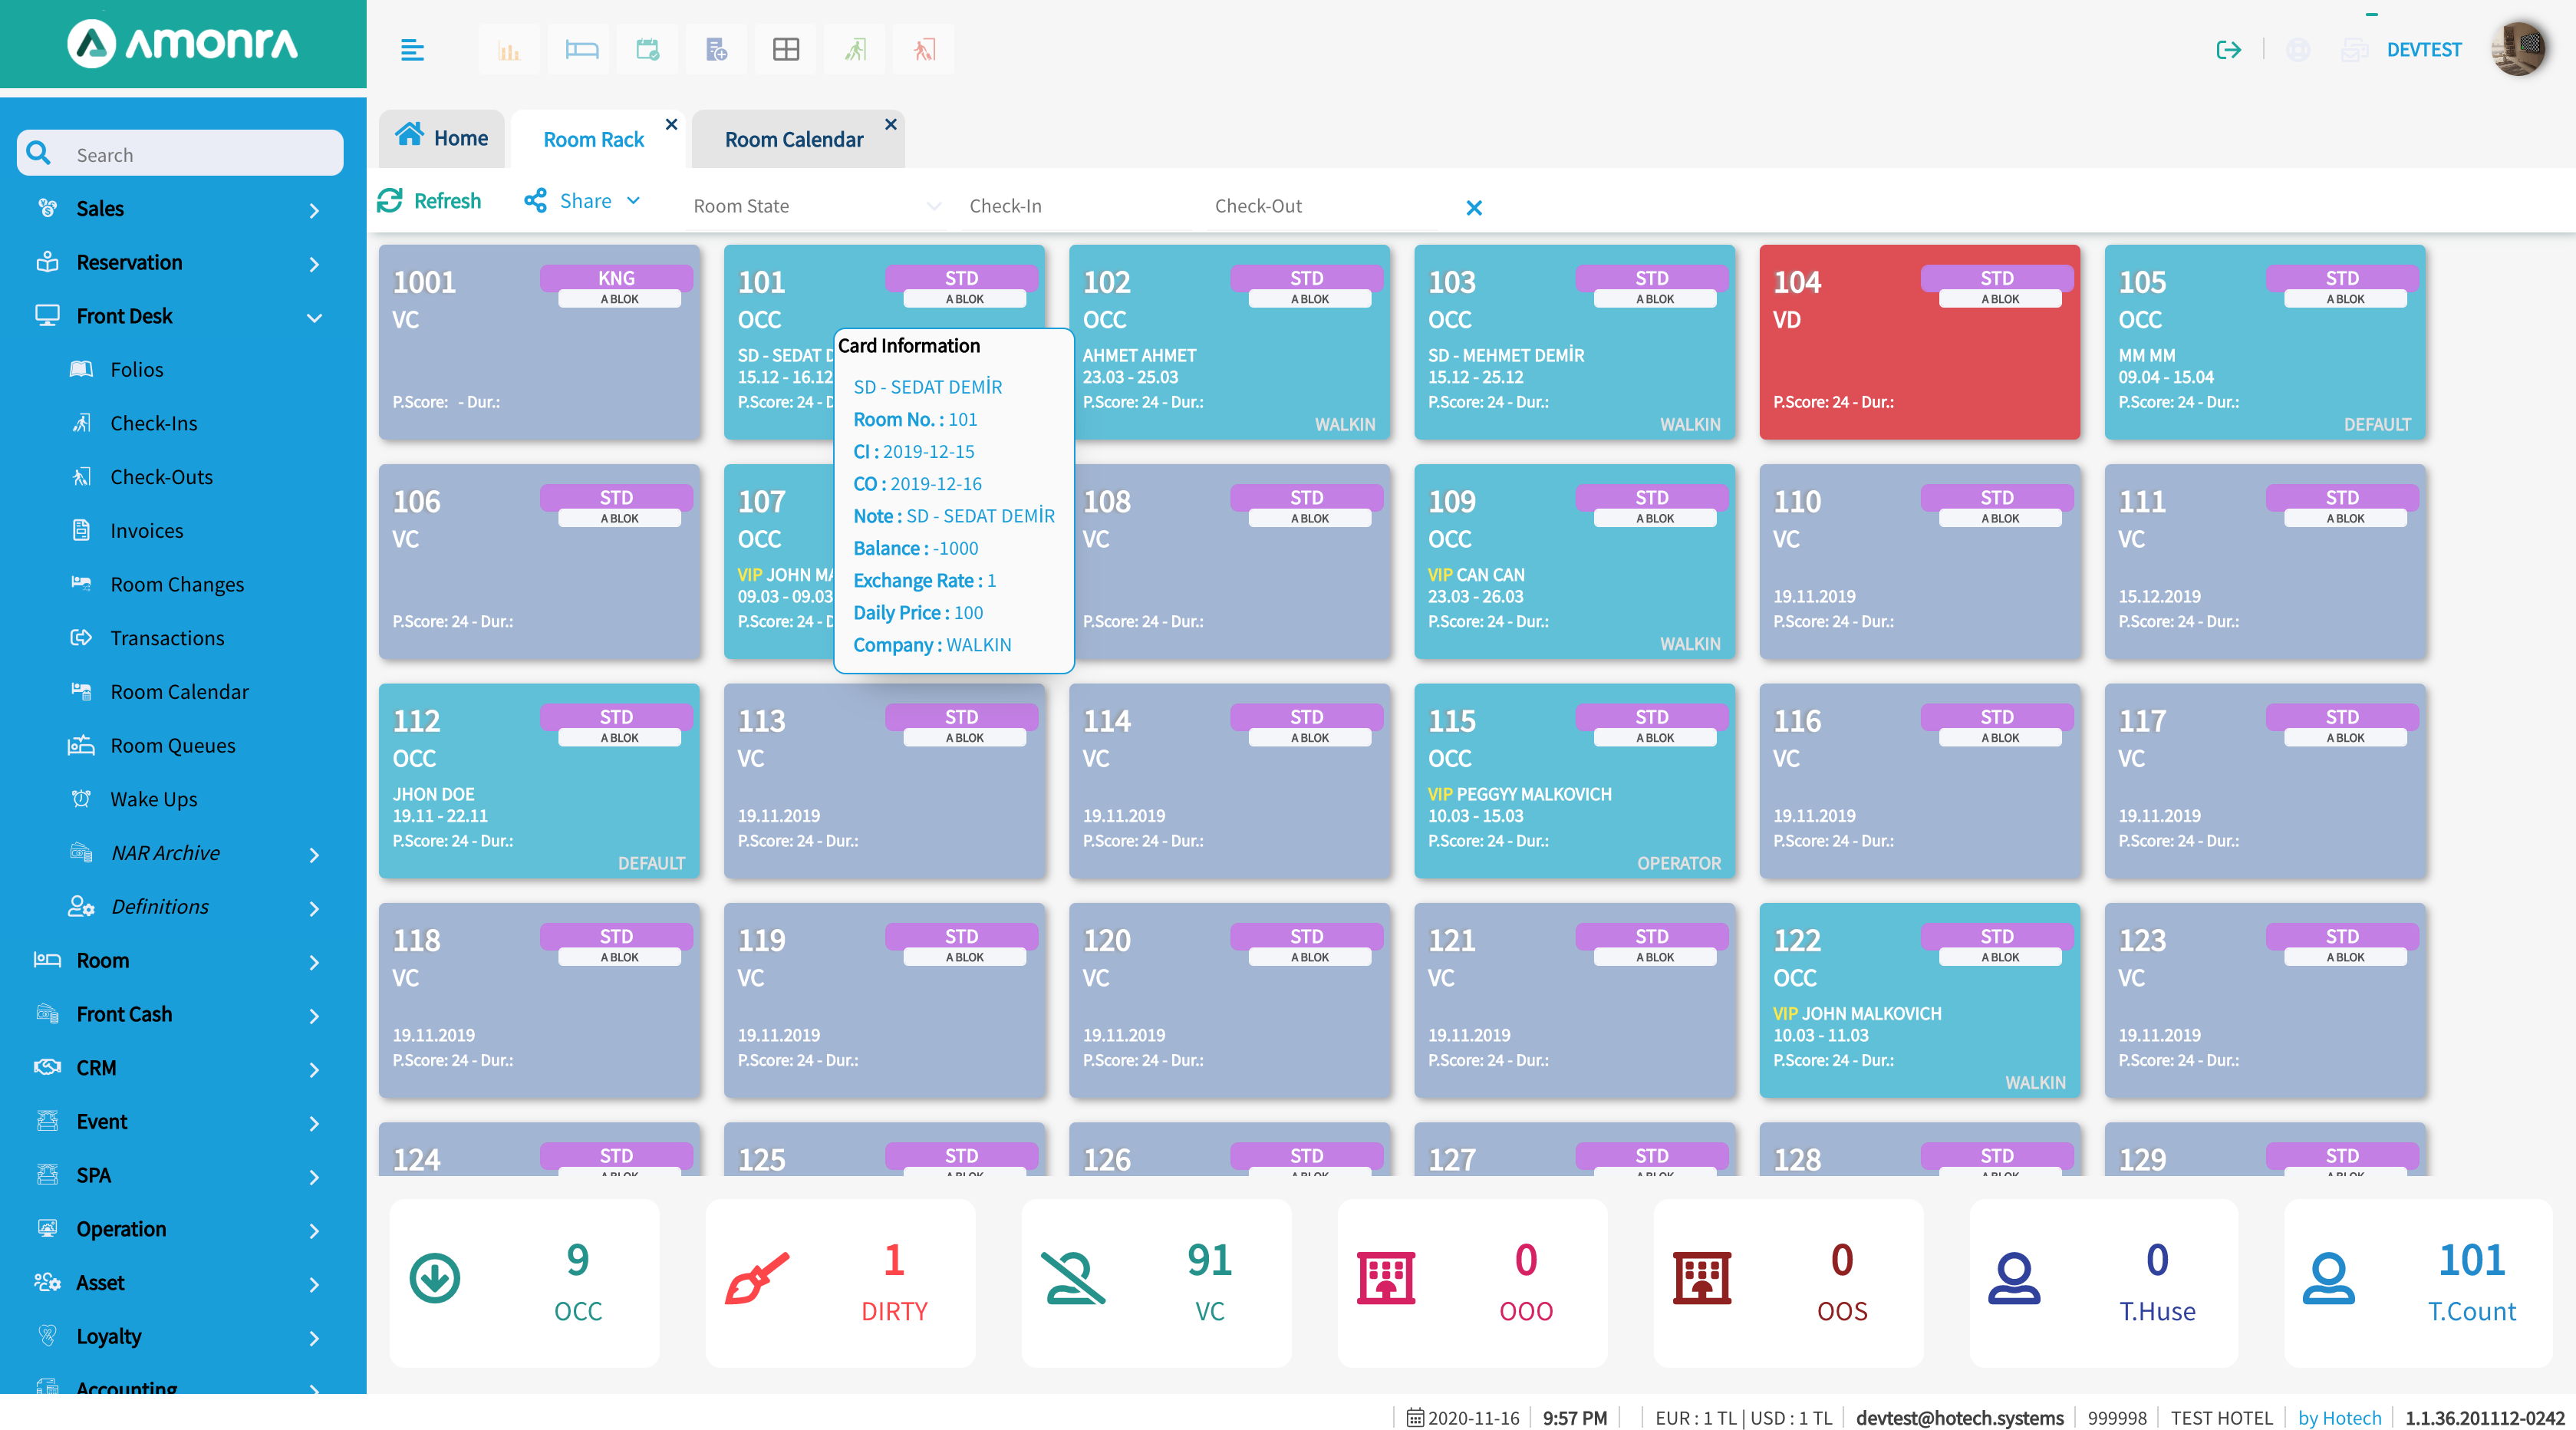 AMONRA
DEVTEST
Home
Room Rack
Room Calendar
Search
Refresh
Share
Room State
Check-In
Check-Out
Sales
Reservation
Front Desk
Folios
Check-Ins
Check-Outs
Invoices
Room Changes
Transactions
Room Calendar
Room Queues
Wake Ups
NAR Archive
Definitions
Room
Front Cash
CRM
Event
SPA
Operation
Asset
Loyalty
Accounting
1001 KNG
A BLOK
VC
P.Score: - Dur.:
101 STD
A BLOK
OCC
SD - SEDAT D
15.12 - 16.12
P.Score: 24 - D
102 STD
A BLOK
OCC
AHMET AHMET
23.03 - 25.03
P.Score: 24 - Dur.:
WALKIN
103 STD
A BLOK
OCC
SD - MEHMET DEMİR
15.12 - 25.12
P.Score: 24 - Dur.:
WALKIN
104 STD
A BLOK
VD
P.Score: 24 - Dur.:
105 STD
A BLOK
OCC
MM MM
09.04 - 15.04
P.Score: 24 - Dur.:
DEFAULT
Card Information
SD - SEDAT DEMİR
Room No. : 101
CI : 2019-12-15
CO : 2019-12-16
Note : SD - SEDAT DEMİR
Balance : -1000
Exchange Rate : 1
Daily Price : 100
Company : WALKIN
106 STD
A BLOK
VC
P.Score: 24 - Dur.:
107
OCC
VIP JOHN MA
09.03 - 09.03
P.Score: 24 - D
108 STD
A BLOK
VC
P.Score: 24 - Dur.:
109 STD
A BLOK
OCC
VIP CAN CAN
23.03 - 26.03
P.Score: 24 - Dur.:
WALKIN
110 STD
A BLOK
VC
19.11.2019
P.Score: 24 - Dur.:
111 STD
A BLOK
VC
15.12.2019
P.Score: 24 - Dur.:
112 STD
A BLOK
OCC
JHON DOE
19.11 - 22.11
P.Score: 24 - Dur.:
DEFAULT
113 STD
A BLOK
VC
19.11.2019
P.Score: 24 - Dur.:
114 STD
A BLOK
VC
19.11.2019
P.Score: 24 - Dur.:
115 STD
A BLOK
OCC
VIP PEGGYY MALKOVICH
10.03 - 15.03
P.Score: 24 - Dur.:
OPERATOR
116 STD
A BLOK
VC
19.11.2019
P.Score: 24 - Dur.:
117 STD
A BLOK
VC
19.11.2019
P.Score: 24 - Dur.:
118 STD
A BLOK
VC
19.11.2019
P.Score: 24 - Dur.:
119 STD
A BLOK
VC
19.11.2019
P.Score: 24 - Dur.:
120 STD
A BLOK
VC
19.11.2019
P.Score: 24 - Dur.:
121 STD
A BLOK
VC
19.11.2019
P.Score: 24 - Dur.:
122 STD
A BLOK
OCC
VIP JOHN MALKOVICH
10.03 - 11.03
P.Score: 24 - Dur.:
WALKIN
123 STD
A BLOK
VC
19.11.2019
P.Score: 24 - Dur.:
124 STD
A BLOK
125 STD
A BLOK
126 STD
A BLOK
127 STD
A BLOK
128 STD
A BLOK
129 STD
A BLOK
9
OCC
1
DIRTY
91
VC
0
OOO
0
OOS
0
T.Huse
101
T.Count
2020-11-16 9:57 PM EUR : 1 TL | USD : 1 TL devtest@hotech.systems 999998 TEST HOTEL by Hotech 1.1.36.201112-0242